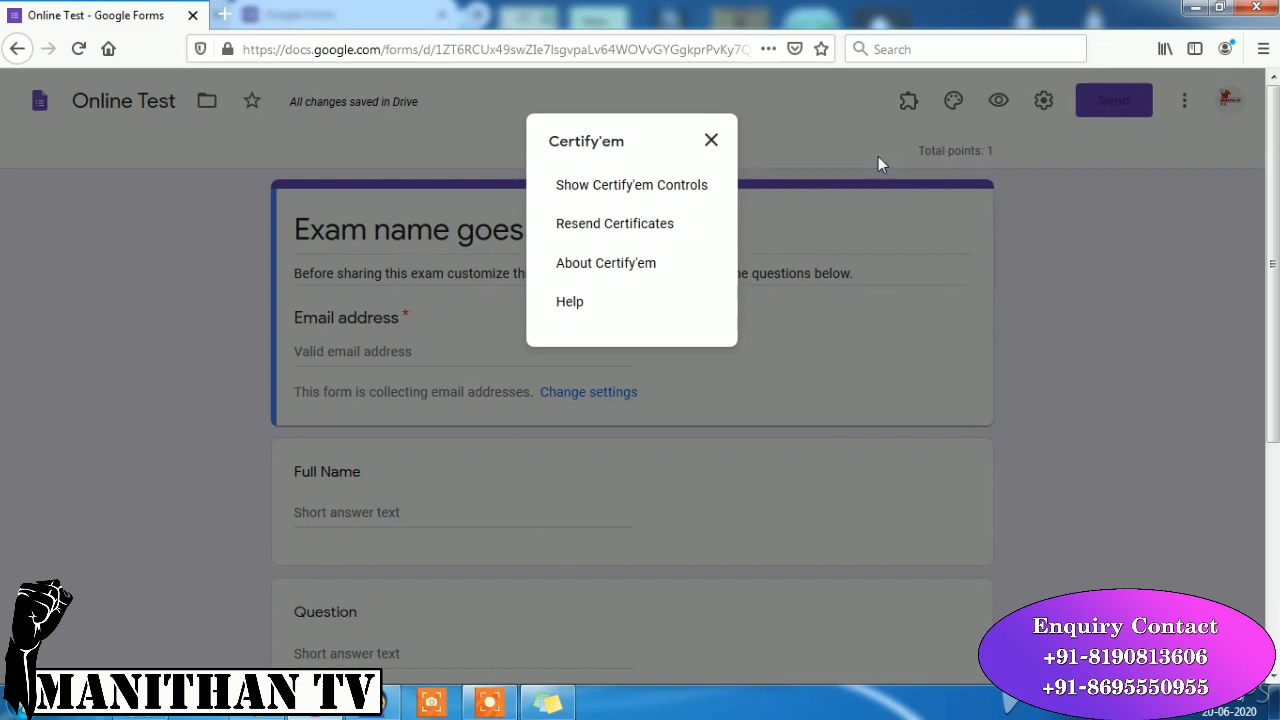 Online Test - Google Forms
Google Forms
https://docs.google.com/forms/d/1ZT6RCUx49swZIe7lsgvpaLv64WOVvGYGgkprPvKy7Q
Search
Online Test
All changes saved in Drive
Send
Total points: 1
Certify'em
Show Certify'em Controls
Resend Certificates
About Certify'em
Help
Exam name goes
Before sharing this exam customize th
e questions below.
Email address *
Valid email address
This form is collecting email addresses. Change settings
Full Name
Short answer text
Question
Short answer text
Enquiry Contact
+91-8190813606
+91-8695550955
MANITHAN TV
20-06-2020